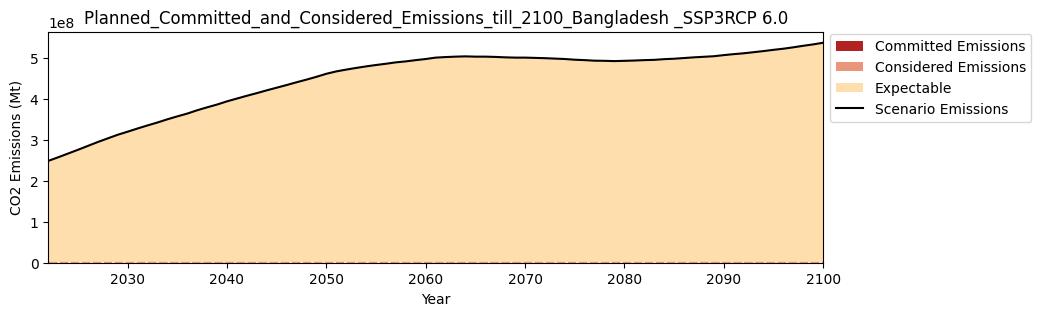 Planned_Committed_and_Considered_Emissions_till_2100_Bangladesh _SSP3RCP 6.0
1e8
Committed Emissions
Considered Emissions
Expectable
Scenario Emissions
CO2 Emissions (Mt)
5
4
3
2
1
0
2030 2040 2050 2060 2070 2080 2090 2100
Year